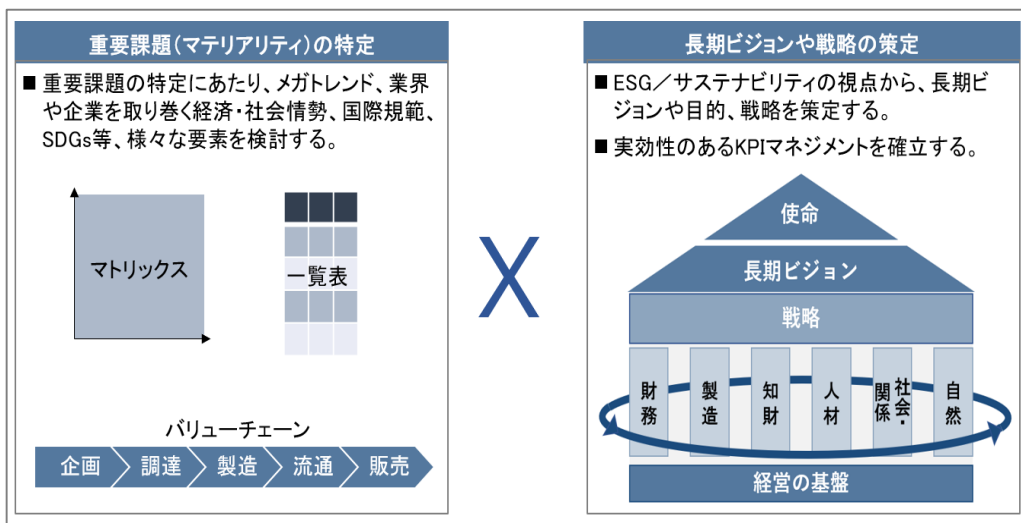 重要課題(マテリアリティ)の特定
■ 重要課題の特定にあたり、メガトレンド、業界
や企業を取り巻く経済・社会情勢、国際規範、
SDGs等、様々な要素を検討する。
マトリックス
一覧表
バリューチェーン
企画
調達
製造
流通
販売
X
長期ビジョンや戦略の策定
■ ESG/サステナビリティの視点から、長期ビ
ジョンや目的、戦略を策定する。
■ 実効性のあるKPIマネジメントを確立する。
使命
長期ビジョン
戦略
財務
製造
知財
人材
社会・
関係
自然
経営の基盤